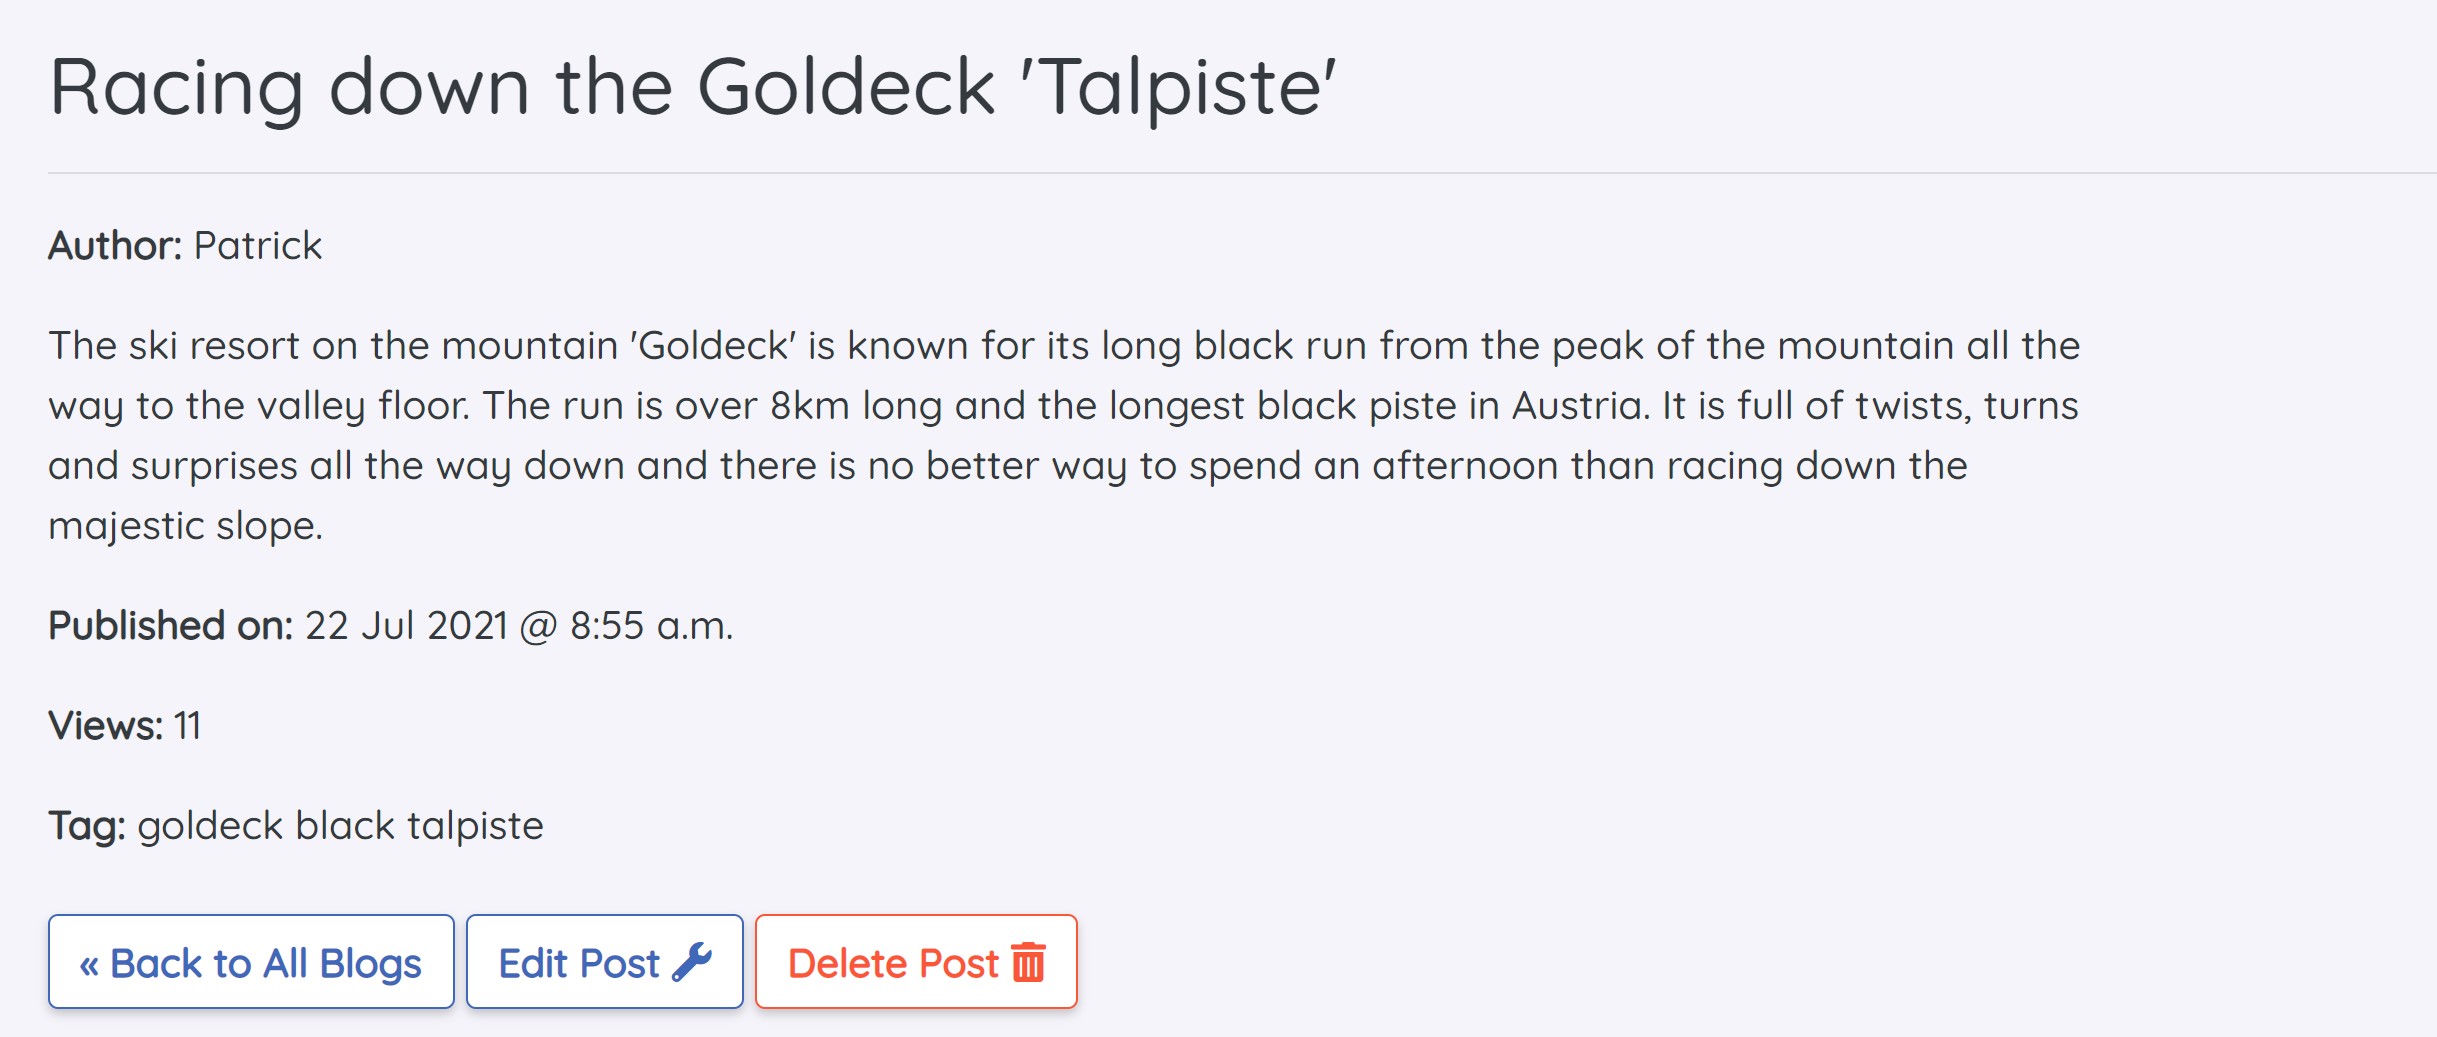 Racing down the Goldeck 'Talpiste'
Author: Patrick
The ski resort on the mountain 'Goldeck' is known for its long black run from the peak of the mountain all the
way to the valley floor. The run is over 8km long and the longest black piste in Austria. It is full of twists, turns
and surprises all the way down and there is no better way to spend an afternoon than racing down the
majestic slope.
Published on: 22 Jul 2021 @ 8:55 a.m.
Views: 11
Tag: goldeck black talpiste
« Back to All Blogs Edit Post Delete Post